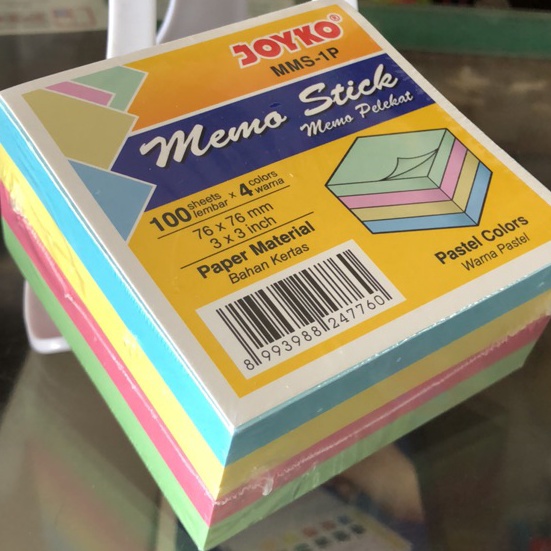 JOYKO®
MMS-1P
Memo Stick
Memo Pelekat
100 sheets lembar x 4 colors warna
76 x 76 mm
3 x 3 inch
Paper Material
Bahan Kertas
Pastel Colors
Warna Pastel
8 993988 247760